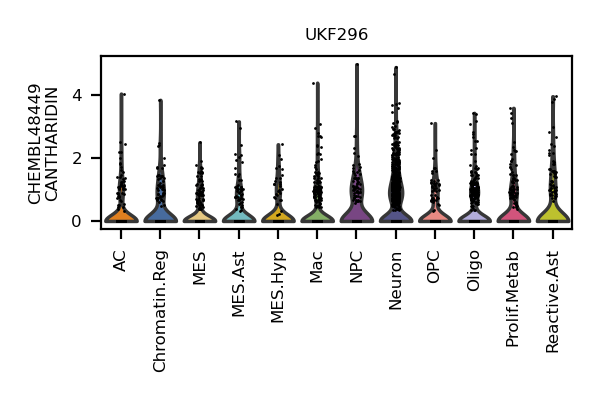 UKF296
CHEMBL48449
CANTHARIDIN
4
2
0
AC
Chromatin.Reg
MES
MES.Ast
MES.Hyp
Mac
NPC
Neuron
OPC
Oligo
Prolif.Metab
Reactive.Ast